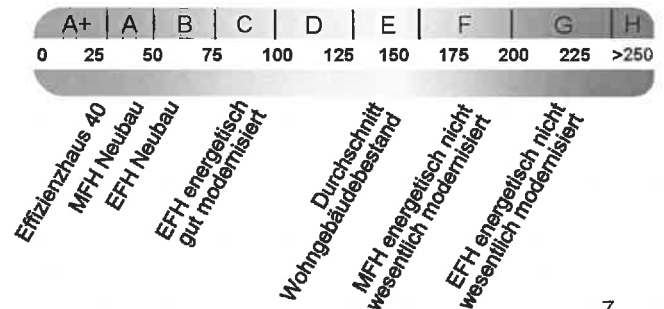 A+ A B C D E F G H
0 25 50 75 100 125 150 175 200 225 >250
Effizienzhaus 40
MFH Neubau
EFH Neubau
EFH energetisch
gut modernisiert
Durchschnitt
Wohngebäudebestand
MFH energetisch nicht
wesentlich modernisiert
EFH energetisch nicht
wesentlich modernisiert
7